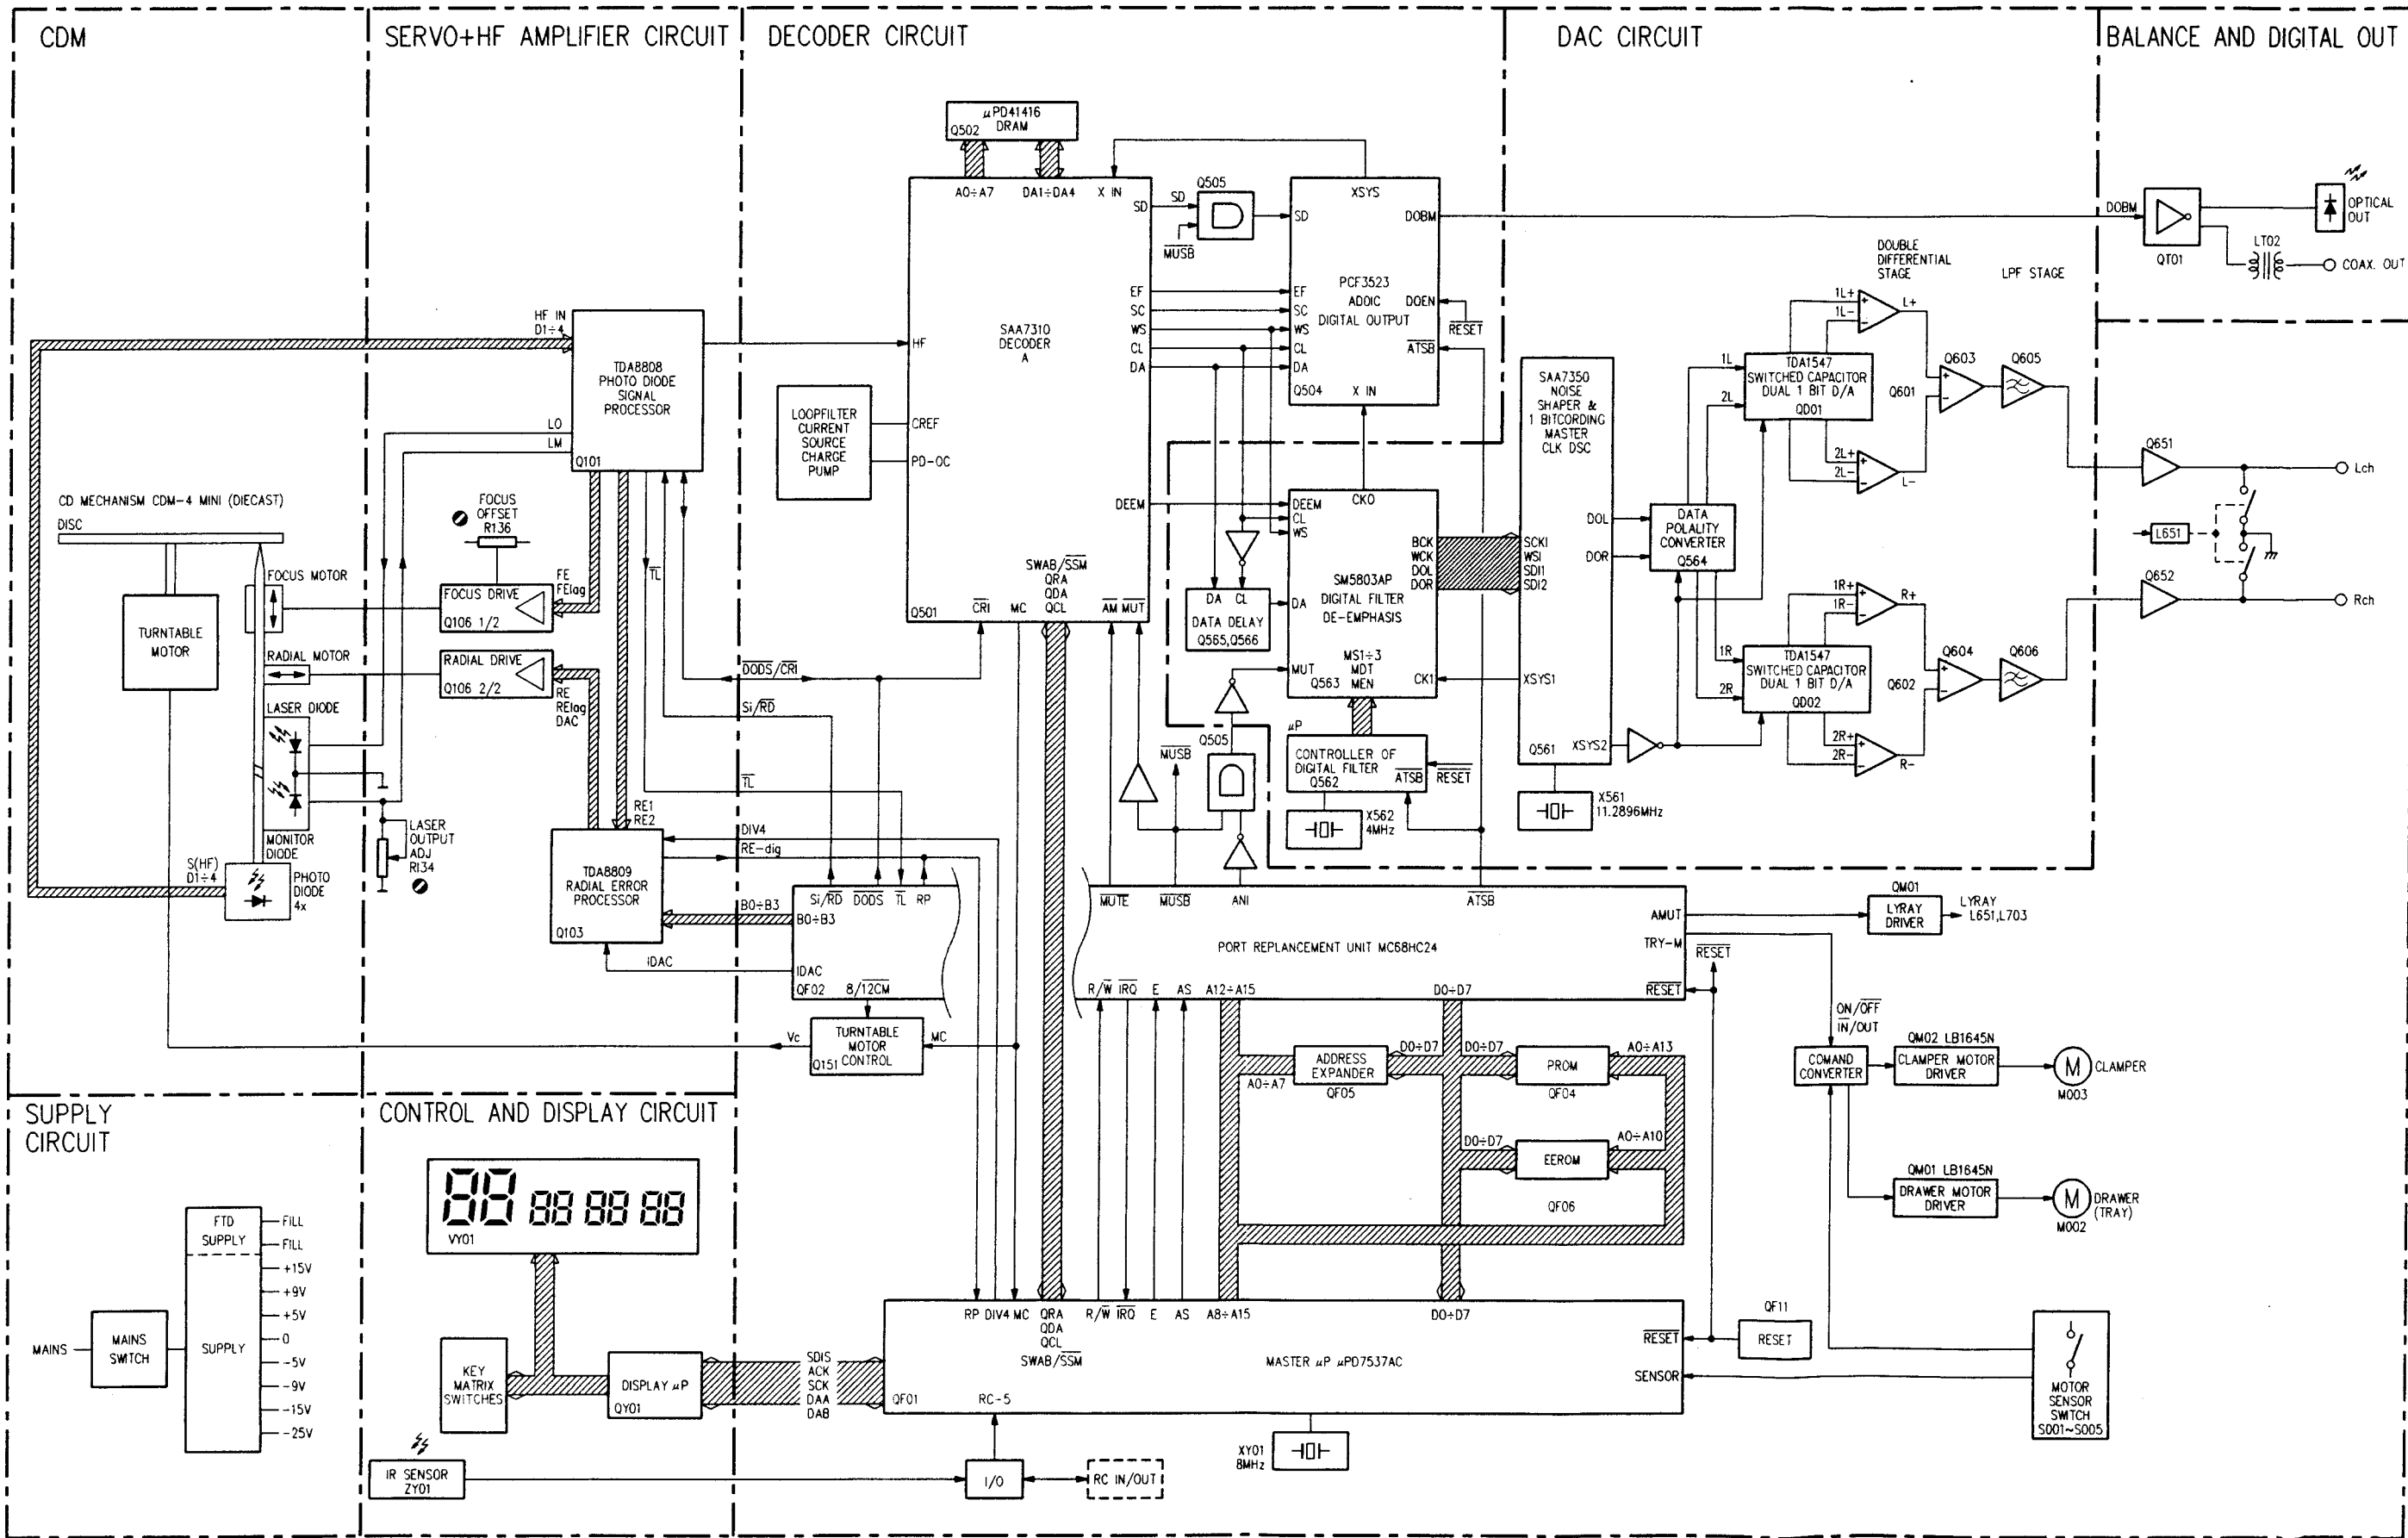 CDM
SERVO+HF AMPLIFIER CIRCUIT
DECODER CIRCUIT
DAC CIRCUIT
BALANCE AND DIGITAL OUT
µPD41416
DRAM
Q502
A0÷A7
DA1÷DA4
X IN
SD
SD
Q505
MUSB
SD
XSYS
DOBM
DOBM
QT01
OPTICAL
OUT
LT02
COAX. OUT
EF
SC
WS
CL
DA
EF
SC
WS
CL
DA
PCF3523
ADOIC
DIGITAL OUTPUT
DOEN
RESET
ATSB
Q504
X IN
SAA7310
DECODER
A
HF
CREF
PD-OC
DEEM
SWAB/SSM
QRA
QDA
QCL
Q501
CRI
MC
AM
MUT
LOOPFILTER
CURRENT
SOURCE
CHARGE
PUMP
HF IN
D1÷4
TDA8808
PHOTO DIODE
SIGNAL
PROCESSOR
Q101
LO
LM
CD MECHANISM CDM-4 MINI (DIECAST)
DISC
FOCUS
OFFSET
R136
FOCUS MOTOR
FOCUS DRIVE
Q106 1/2
FE
FElag
TL
TURNTABLE
MOTOR
RADIAL MOTOR
RADIAL DRIVE
Q106 2/2
RE
RElag
DAC
LASER DIODE
MONITOR
DIODE
LASER
OUTPUT
ADJ
R134
S(HF)
D1÷4
PHOTO
DIODE
4x
RE1
RE2
TDA8809
RADIAL ERROR
PROCESSOR
Q103
DODS/CRI
Si/RD
TL
DIV4
RE-dig
B0÷B3
IDAC
Si/RD
DODS
TL
RP
B0÷B3
IDAC
QF02
8/12CM
Vc
TURNTABLE
MOTOR
CONTROL
Q151
MC
DEEM
CL
WS
CKO
DA
CL
DATA DELAY
Q565,Q566
DA
SM5803AP
DIGITAL FILTER
DE-EMPHASIS
MUT
MS1÷3
MDT
MEN
Q563
BCK
WCK
DOL
DOR
CK1
µP
CONTROLLER OF
DIGITAL FILTER
Q562
ATSB
RESET
X562
4MHz
Q505
MUSB
SAA7350
NOISE
SHAPER &
1 BITCORDING
MASTER
CLK DSC
SCKI
WSI
SDI1
SDI2
DOL
DOR
XSYS1
XSYS2
Q561
X561
11.2896MHz
DATA
POLALITY
CONVERTER
Q564
DOUBLE
DIFFERENTIAL
STAGE
LPF STAGE
1L
2L
1L+
1L-
L+
TDA1547
SWITCHED CAPACITOR
DUAL 1 BIT D/A
QD01
Q601
2L+
2L-
L-
Q603
Q605
1R
2R
1R+
1R-
R+
TDA1547
SWITCHED CAPACITOR
DUAL 1 BIT D/A
QD02
Q602
2R+
2R-
R-
Q604
Q606
Q651
Lch
L651
Q652
Rch
MUTE
MUSB
ANI
ATSB
PORT REPLANCEMENT UNIT MC68HC24
AMUT
TRY-M
RESET
R/W
IRQ
E
AS
A12÷A15
D0÷D7
RESET
QM01
LYRAY
DRIVER
LYRAY
L651,L703
ON/OFF
IN/OUT
COMAND
CONVERTER
QM02 LB1645N
CLAMPER MOTOR
DRIVER
M
CLAMPER
M003
QM01 LB1645N
DRAWER MOTOR
DRIVER
M
DRAWER
(TRAY)
M002
ADDRESS
EXPANDER
QF05
A0÷A7
D0÷D7
D0÷D7
PROM
QF04
A0÷A13
D0÷D7
EEROM
QF06
A0÷A10
SUPPLY
CIRCUIT
CONTROL AND DISPLAY CIRCUIT
88 88 88 88
VY01
FTD
SUPPLY
FILL
FILL
+15V
+9V
+5V
0
-5V
-9V
-15V
-25V
MAINS
MAINS
SWITCH
SUPPLY
KEY
MATRIX
SWITCHES
DISPLAY µP
QY01
SDIS
ACK
SCK
DAA
DAB
RP
DIV4
MC
QRA
QDA
QCL
SWAB/SSM
R/W
IRQ
E
AS
A8÷A15
D0÷D7
RESET
SENSOR
MASTER µP µPD7537AC
QF01
RC-5
QF11
RESET
MOTOR
SENSOR
SWITCH
S001~S005
IR SENSOR
ZY01
I/O
RC IN/OUT
XY01
8MHz